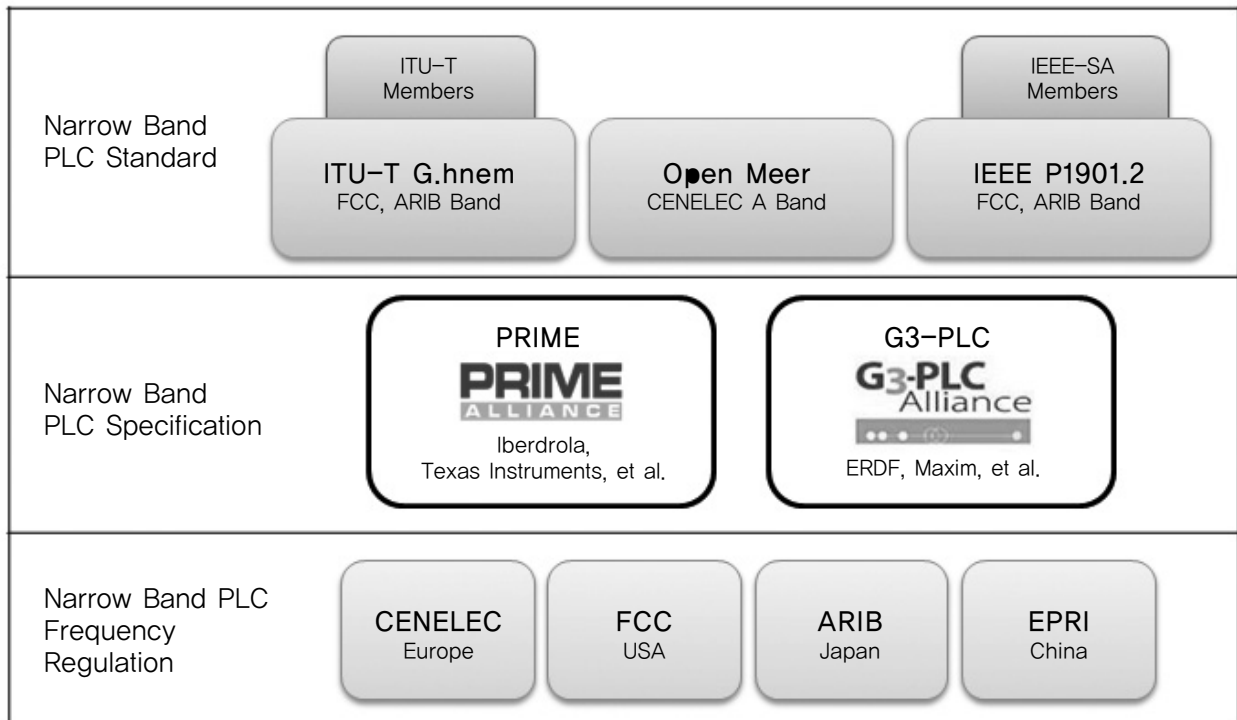 Narrow Band
PLC Standard
ITU-T
Members
ITU-T G.hnem
FCC, ARIB Band
Open Meer
CENELEC A Band
IEEE-SA
Members
IEEE P1901.2
FCC, ARIB Band
Narrow Band
PLC Specification
PRIME
PRIME
ALLIANCE
Iberdrola,
Texas Instruments, et al.
G3-PLC
G3-PLC
Alliance
ERDF, Maxim, et al.
Narrow Band PLC
Frequency
Regulation
CENELEC
Europe
FCC
USA
ARIB
Japan
EPRI
China